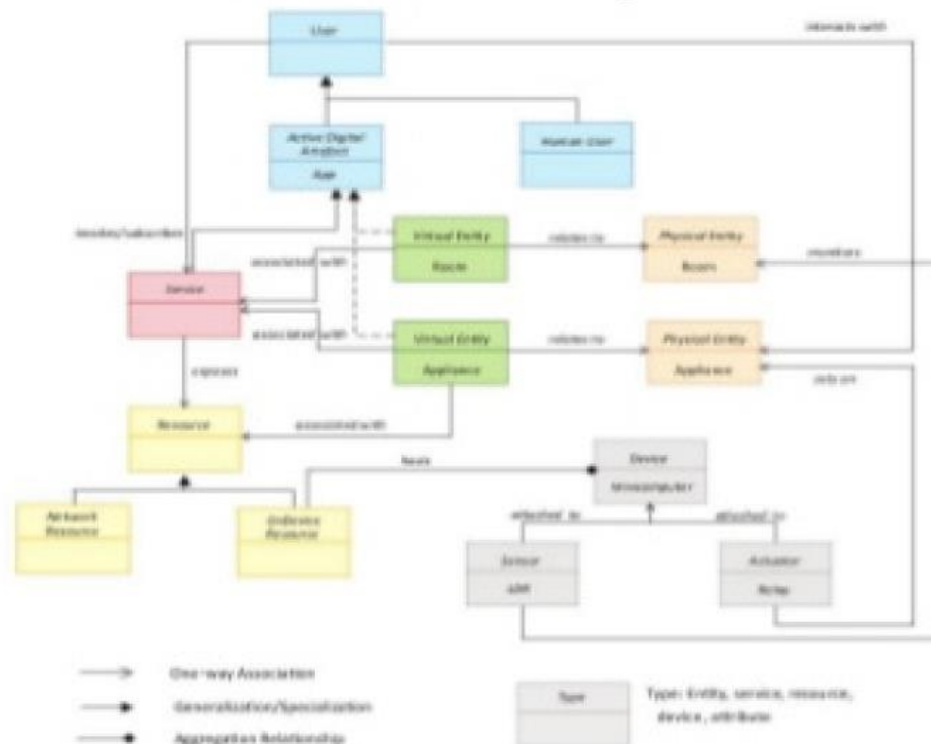 User
interacts with
Active Digital
Artefact
App
Human User
invokes/subscribes
Virtual Entity
Room
relates to
Physical Entity
Room
monitors
associated with
Service
associated with
Virtual Entity
Appliance
relates to
Physical Entity
Appliance
acts on
exposes
Resource
associated with
hosts
Device
Minicomputer
Network
Resource
OnDevice
Resource
attached to
attached to
Sensor
Actuator
Relay
One-way Association
Generalization/Specialization
Aggregation Relationship
Type
Type: Entity, service, resource,
device, attribute